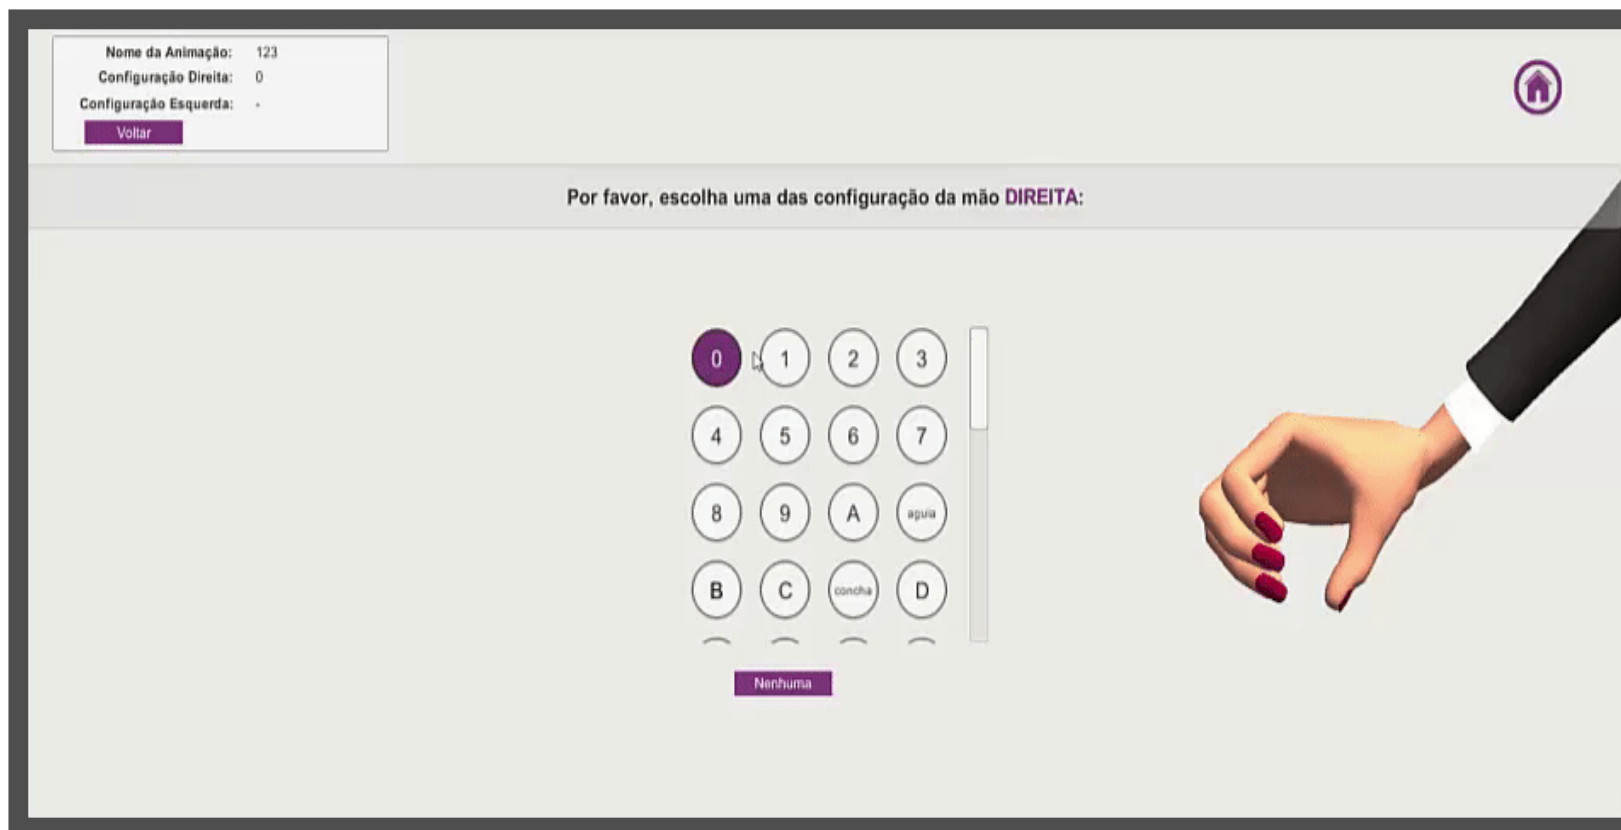 Nome da Animação: 123
Configuração Direita: 0
Configuração Esquerda: -
Voltar
Por favor, escolha uma das configuração da mão DIREITA:
0 1 2 3
4 5 6 7
8 9 A aguia
B C concha D
Nenhuma